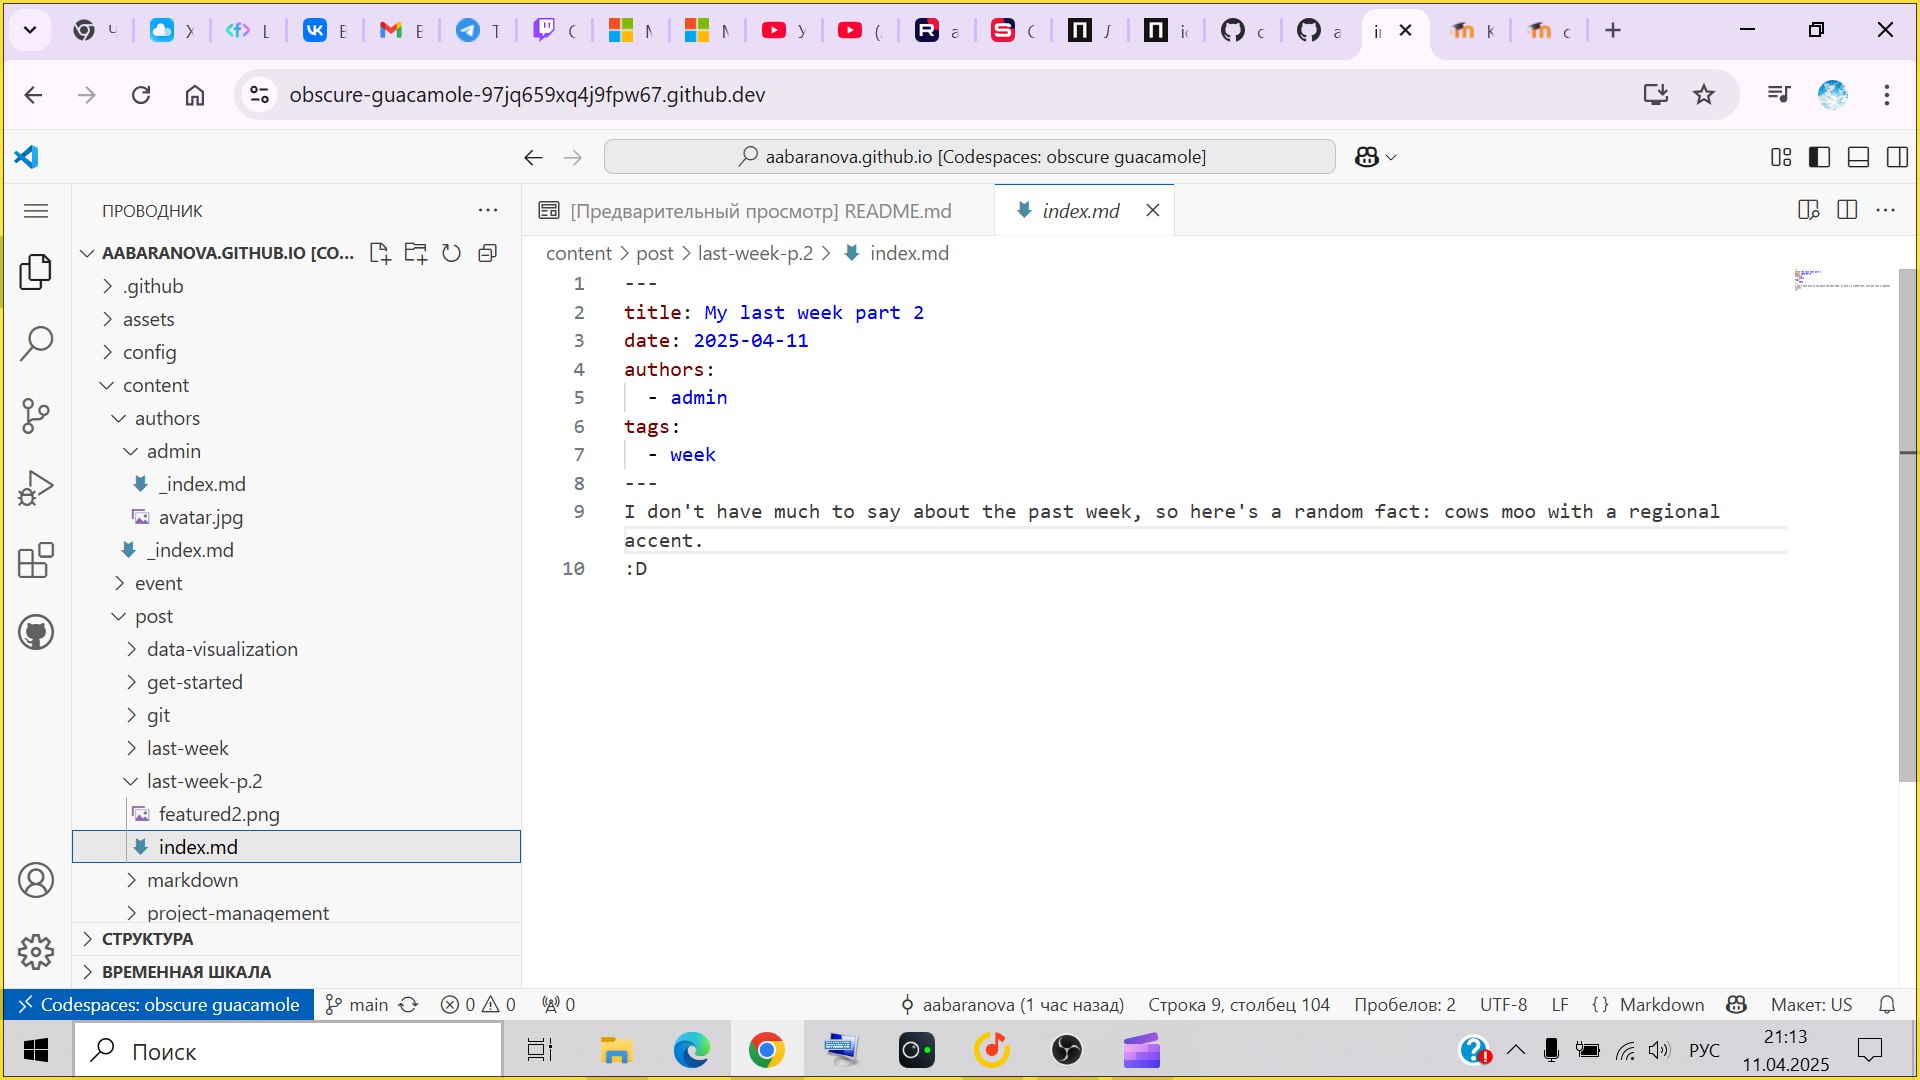 obscure-guacamole-97jq659xq4j9fpw67.github.dev
aabaranova.github.io [Codespaces: obscure guacamole]
ПРОВОДНИК
[Предварительный просмотр] README.md
index.md
AABARANOVA.GITHUB.IO [CO...
content > post > last-week-p.2 > index.md
.github
assets
config
content
authors
admin
_index.md
avatar.jpg
_index.md
event
post
data-visualization
get-started
git
last-week
last-week-p.2
featured2.png
index.md
markdown
project-management
СТРУКТУРА
ВРЕМЕННАЯ ШКАЛА
1 ---
2 title: My last week part 2
3 date: 2025-04-11
4 authors:
5 - admin
6 tags:
7 - week
8 ---
9 I don't have much to say about the past week, so here's a random fact: cows moo with a regional
accent.
10 :D
Codespaces: obscure guacamole main 0 0 0 aabaranova (1 час назад) Строка 9, столбец 104 Пробелов: 2 UTF-8 LF {} Markdown Макет: US
Поиск
РУС
21:13
11.04.2025